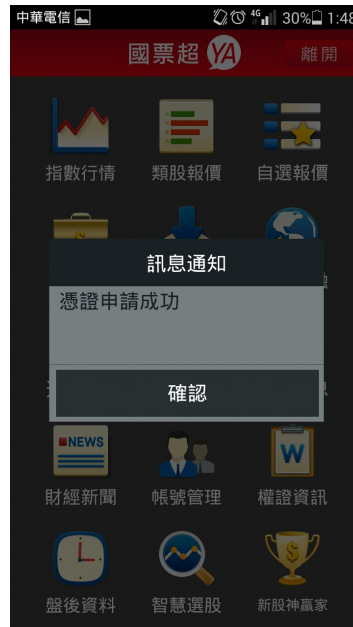 中華電信 4G 30% 1:48
國票超 YA 離開
指數行情 類股報價 自選報價
訊息通知
憑證申請成功
確認
NEWS W
財經新聞 帳號管理 權證資訊
盤後資料 智慧選股 新股神贏家